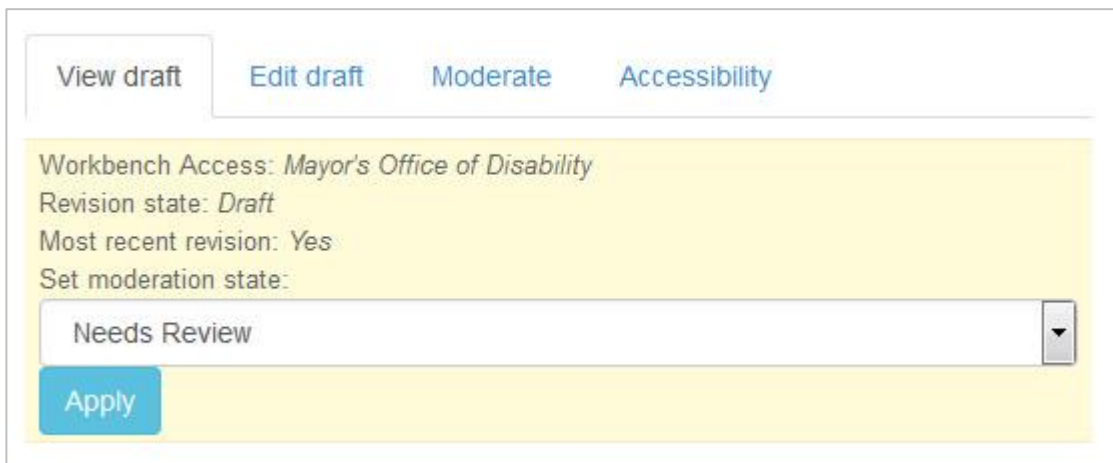 View draft Edit draft Moderate Accessibility
Workbench Access: Mayor's Office of Disability
Revision state: Draft
Most recent revision: Yes
Set moderation state:
Needs Review
Apply